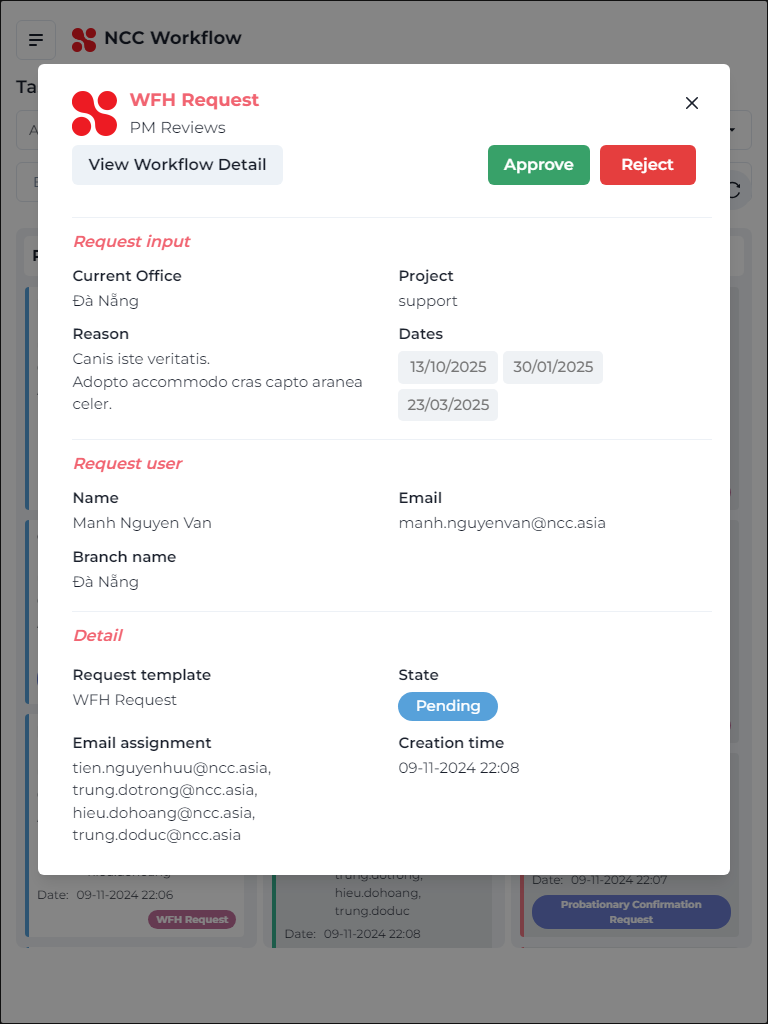 NCC Workflow
Ta
WFH Request
PM Reviews
View Workflow Detail
Approve
Reject
Request input
Current Office
Đà Nẵng
Project
support
Reason
Canis iste veritatis.
Adopto accommodo cras capto aranea
celer.
Dates
13/10/2025
30/01/2025
23/03/2025
Request user
Name
Manh Nguyen Van
Email
manh.nguyenvan@ncc.asia
Branch name
Đà Nẵng
Detail
Request template
WFH Request
State
Pending
Email assignment
tien.nguyenhuu@ncc.asia,
trung.dotrong@ncc.asia,
hieu.dohoang@ncc.asia,
trung.doduc@ncc.asia
Creation time
09-11-2024 22:08
hieu.dohoang
Date: 09-11-2024 22:06
WFH Request
trung.dotrong,
hieu.dohoang,
trung.doduc
Date: 09-11-2024 22:08
Date: 09-11-2024 22:07
Probationary Confirmation
Request